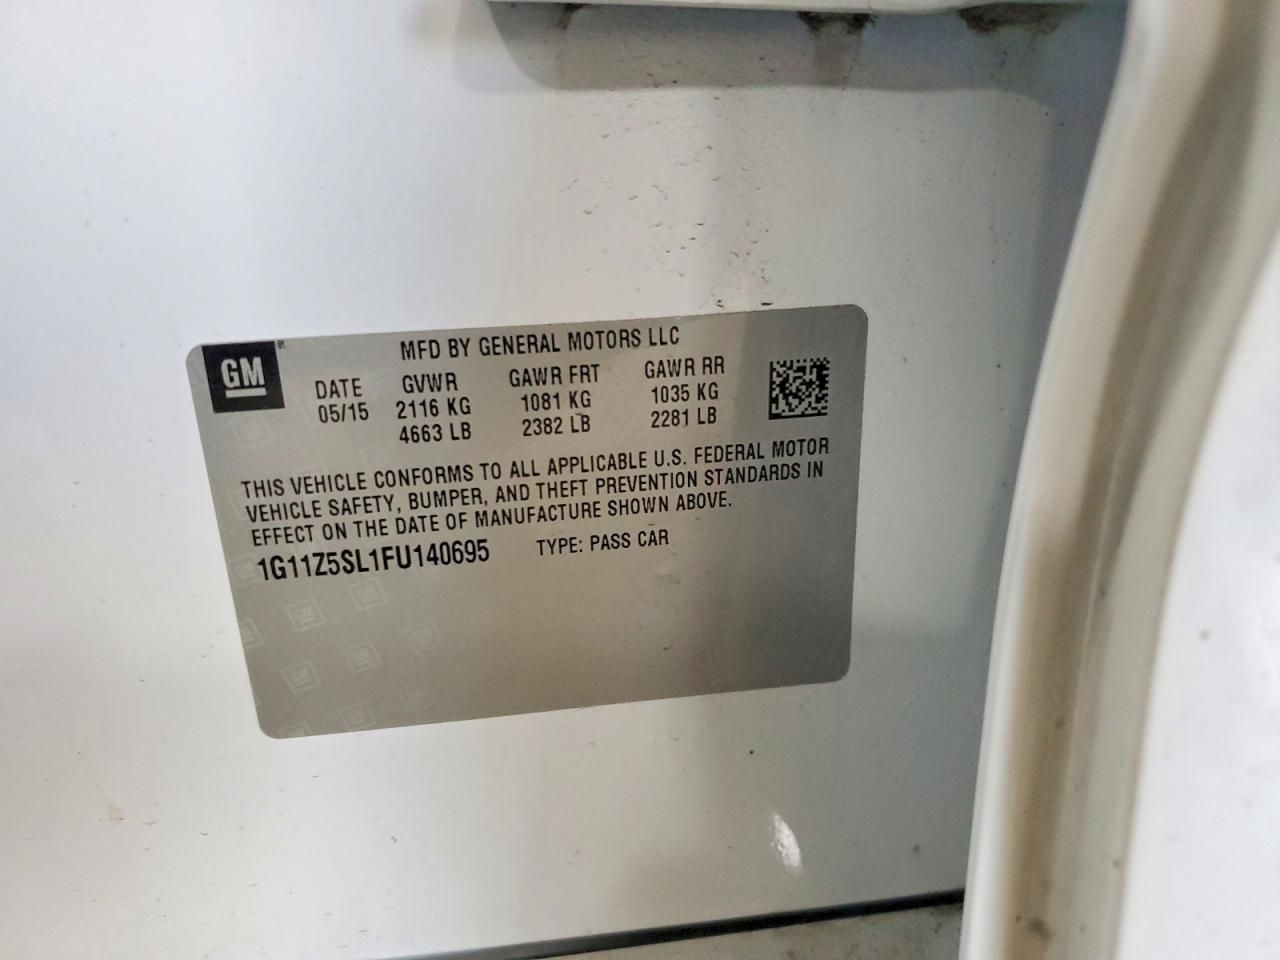 GM
MFD BY GENERAL MOTORS LLC
DATE GVWR GAWR FRT GAWR RR
05/15 2116 KG 1081 KG 1035 KG
4663 LB 2382 LB 2281 LB
THIS VEHICLE CONFORMS TO ALL APPLICABLE U.S. FEDERAL MOTOR
VEHICLE SAFETY, BUMPER, AND THEFT PREVENTION STANDARDS IN
EFFECT ON THE DATE OF MANUFACTURE SHOWN ABOVE.
1G11Z5SL1FU140695 TYPE: PASS CAR